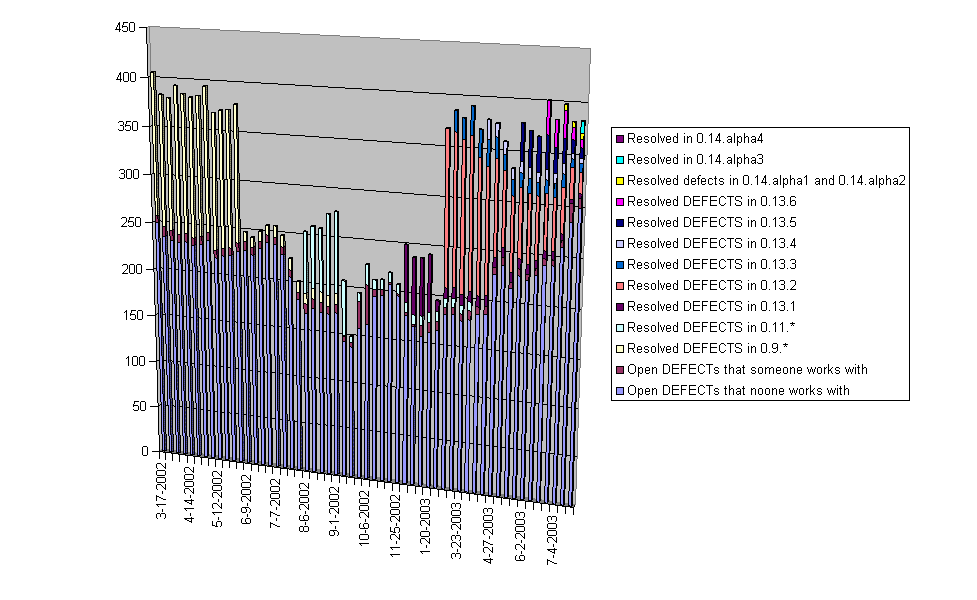 450
400
350
300
250
200
150
100
50
0
3-17-2002
4-14-2002
5-12-2002
6-9-2002
7-7-2002
8-6-2002
9-1-2002
10-6-2002
11-25-2002
1-20-2003
3-23-2003
4-27-2003
6-2-2003
7-4-2003
Resolved in 0.14.alpha4
Resolved in 0.14.alpha3
Resolved defects in 0.14.alpha1 and 0.14.alpha2
Resolved DEFECTS in 0.13.6
Resolved DEFECTS in 0.13.5
Resolved DEFECTS in 0.13.4
Resolved DEFECTS in 0.13.3
Resolved DEFECTS in 0.13.2
Resolved DEFECTS in 0.13.1
Resolved DEFECTS in 0.11.*
Resolved DEFECTS in 0.9.*
Open DEFECTs that someone works with
Open DEFECTs that noone works with